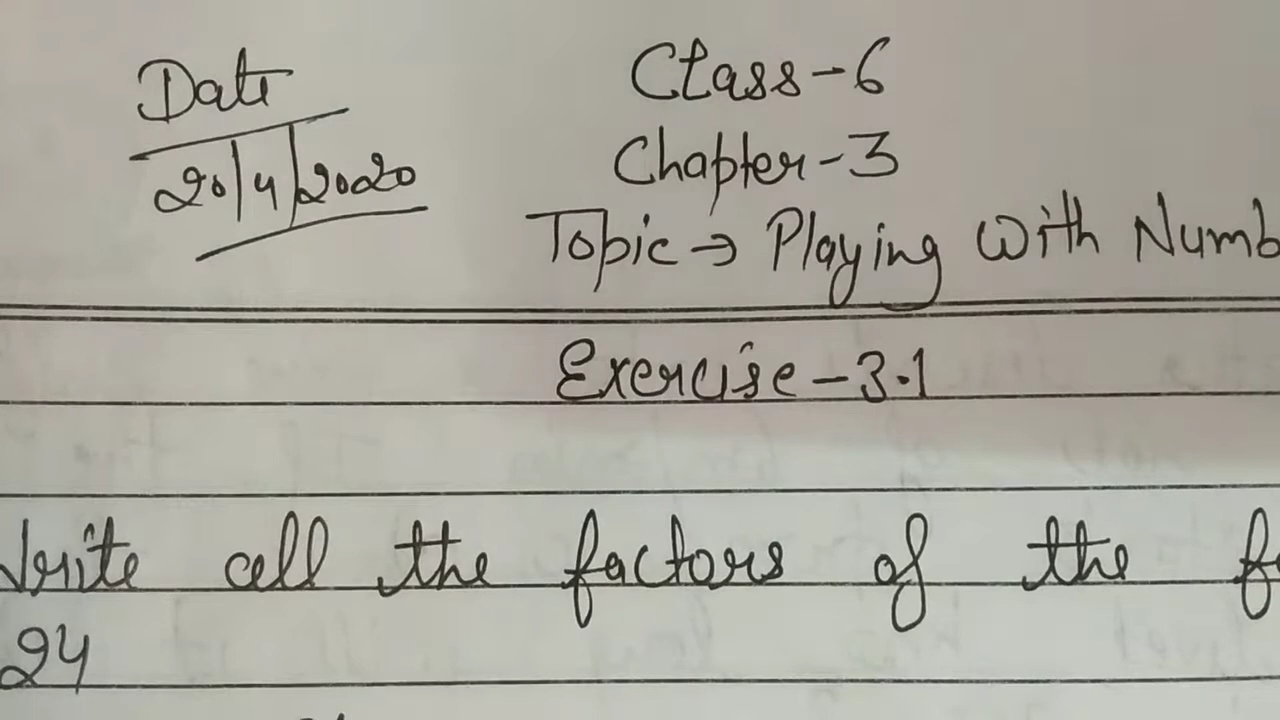 Date
20/4/2020
Class-6
Chapter-3
Topic → Playing With Numb
Exercise-3.1
Write all the factors of the f
24